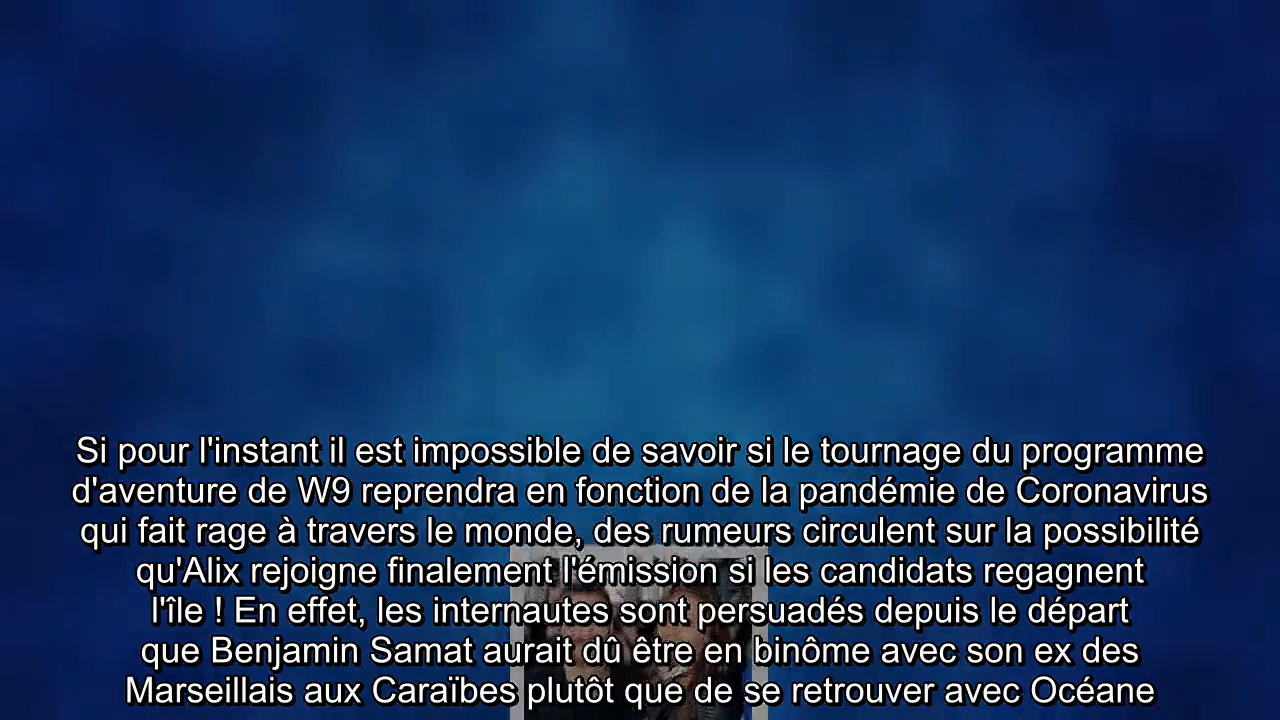 Si pour l'instant il est impossible de savoir si le tournage du programme
d'aventure de W9 reprendra en fonction de la pandémie de Coronavirus
qui fait rage à travers le monde, des rumeurs circulent sur la possibilité
qu'Alix rejoigne finalement l'émission si les candidats regagnent
l'île ! En effet, les internautes sont persuadés depuis le départ
que Benjamin Samat aurait dû être en binôme avec son ex des
Marseillais aux Caraïbes plutôt que de se retrouver avec Océane